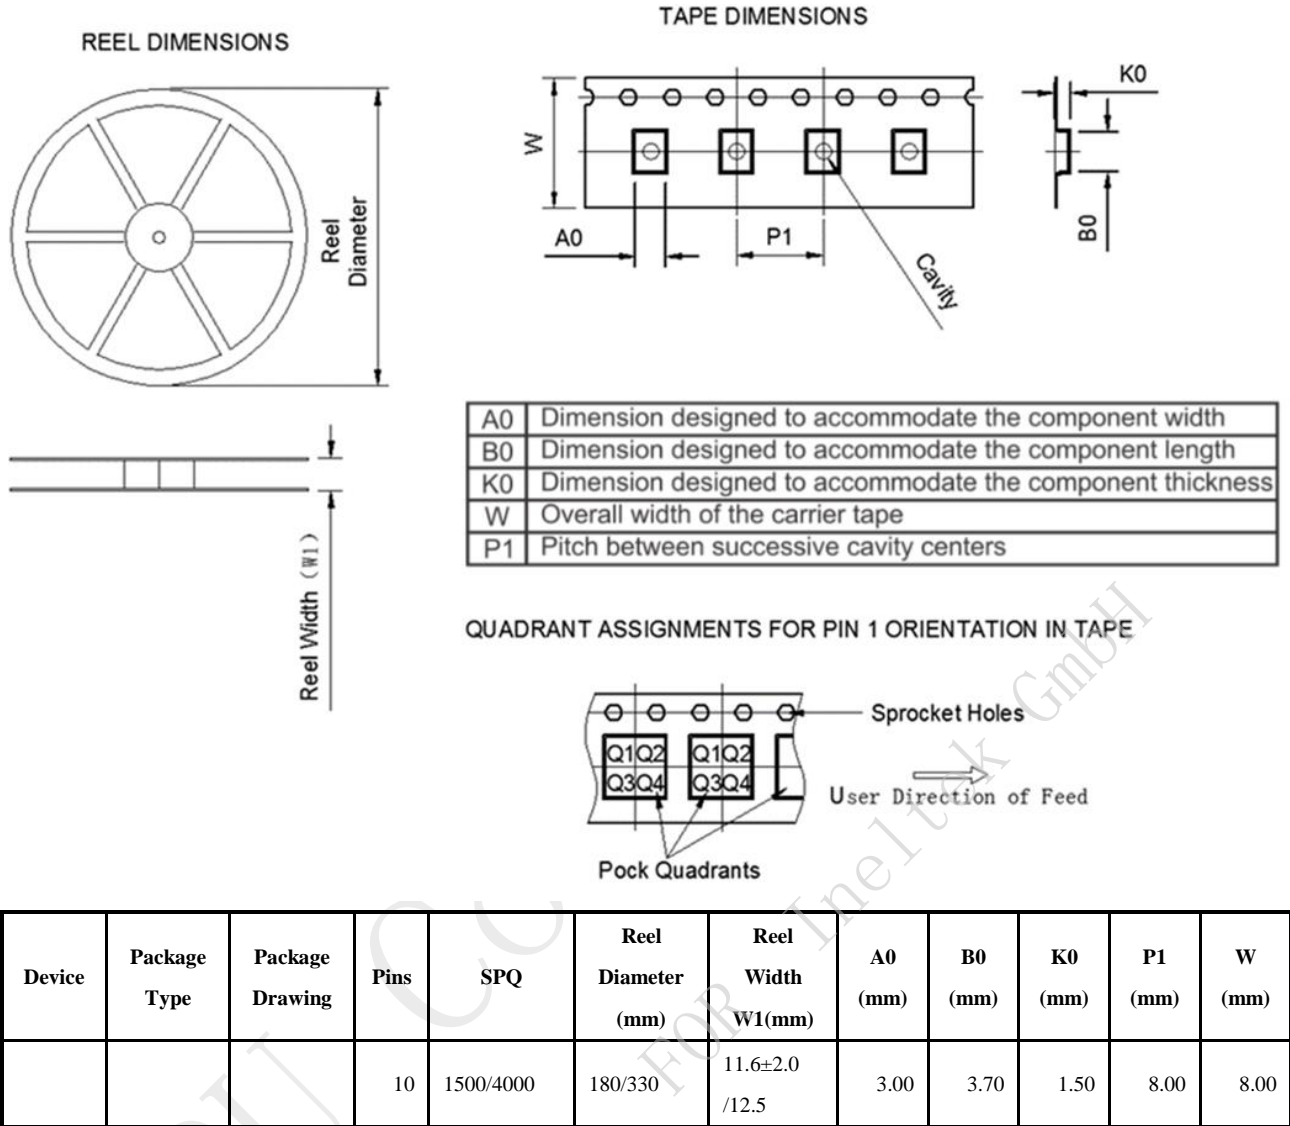 REEL DIMENSIONS
TAPE DIMENSIONS
Reel
Diameter
W
A0
P1
Cavity
K0
B0
Reel Width (W1)
A0 Dimension designed to accommodate the component width
B0 Dimension designed to accommodate the component length
K0 Dimension designed to accommodate the component thickness
W Overall width of the carrier tape
P1 Pitch between successive cavity centers
QUADRANT ASSIGNMENTS FOR PIN 1 ORIENTATION IN TAPE
Sprocket Holes
Q1 Q2 Q1 Q2
Q3 Q4 Q3 Q4
User Direction of Feed
Pock Quadrants
Device Package Type Package Drawing Pins SPQ Reel Diameter (mm) Reel Width W1(mm) A0 (mm) B0 (mm) K0 (mm) P1 (mm) W (mm)
10 1500/4000 180/330 11.6±2.0 /12.5 3.00 3.70 1.50 8.00 8.00
FOR Ineltek GmbH